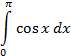 ∫₀^π cos x dx